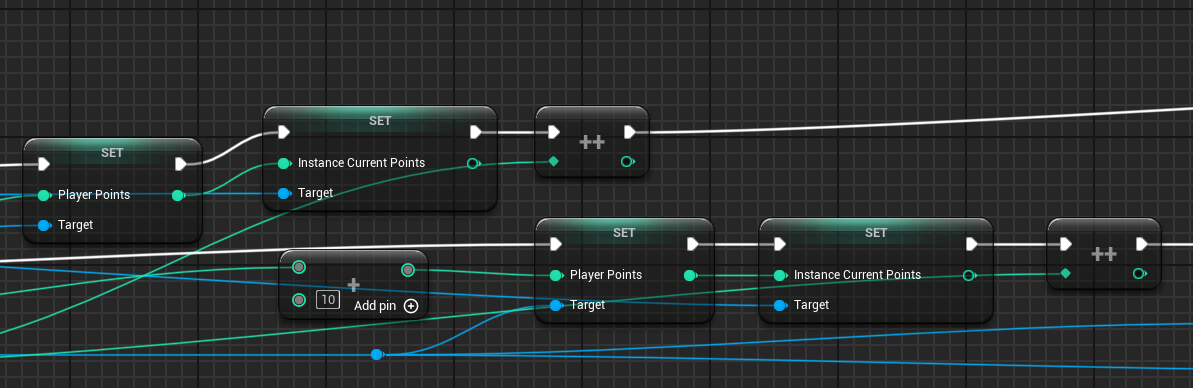 SET
Player Points
Target
SET
Instance Current Points
Target
++
+
10
Add pin
SET
Player Points
Target
SET
Instance Current Points
Target
++